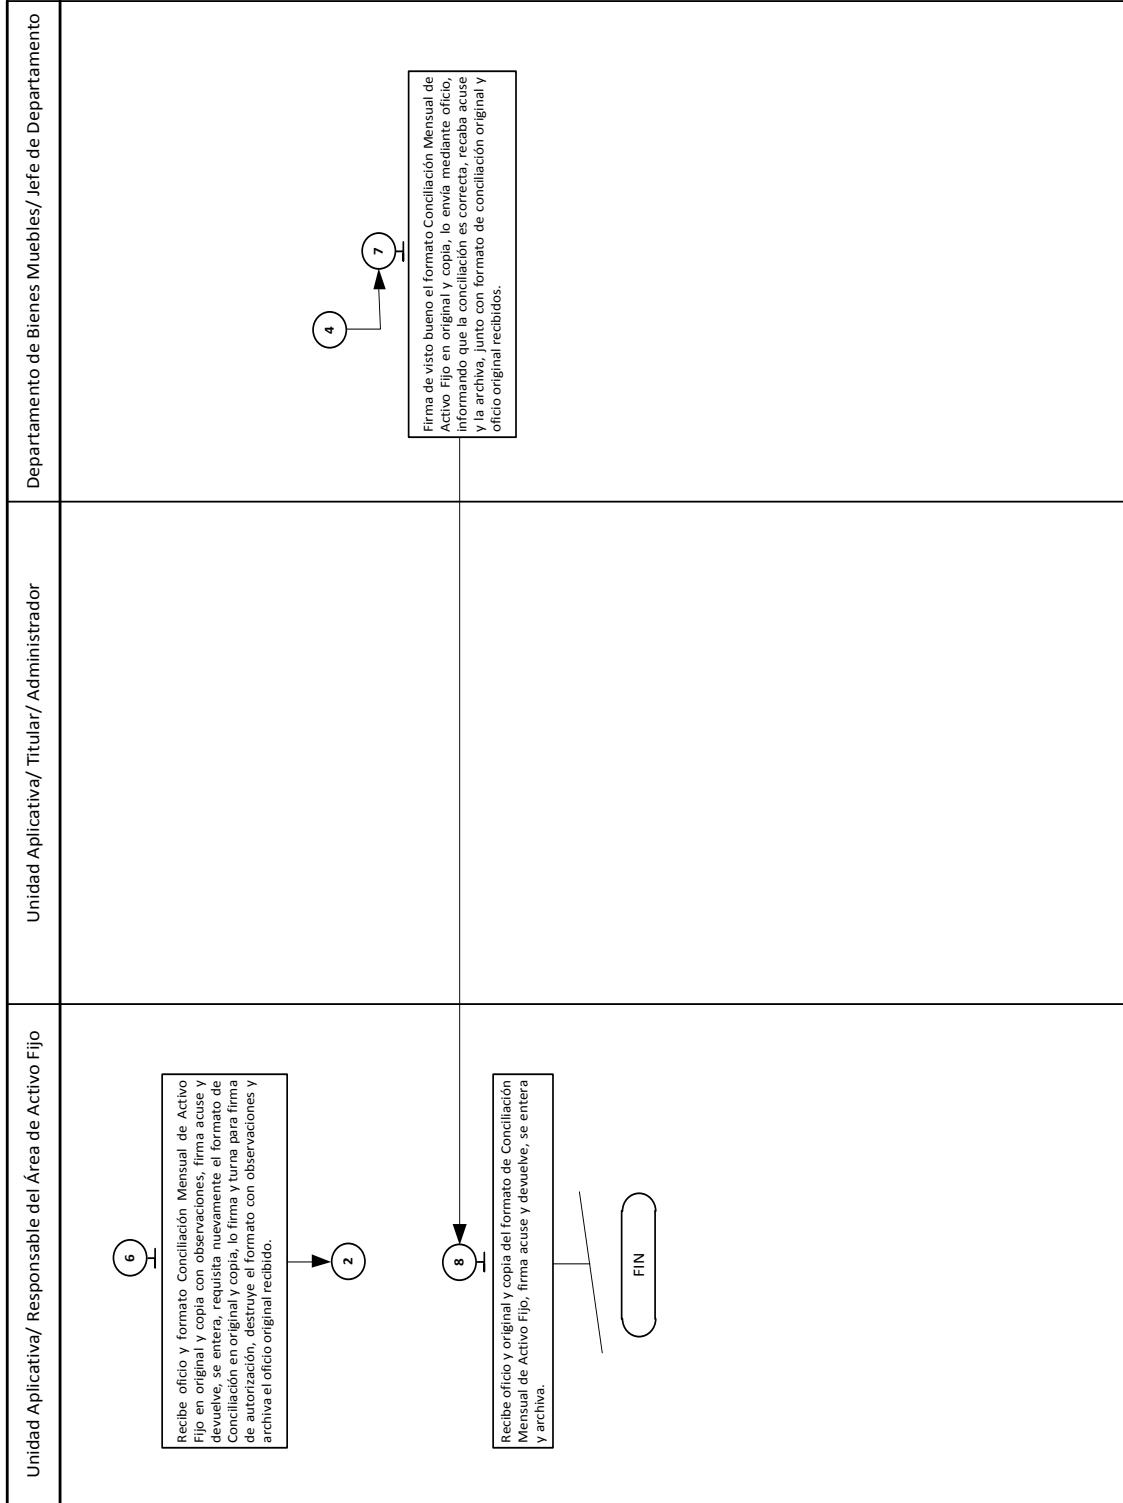 Unidad Aplicativa/ Responsable del Área de Activo Fijo
Unidad Aplicativa/ Titular/ Administrador
Departamento de Bienes Muebles/ Jefe de Departamento
6
Recibe oficio y formato Conciliación Mensual de Activo
Fijo en original y copia con observaciones, firma acuse y
devuelve, se entera, requisita nuevamente el formato de
Conciliación en original y copia, lo firma y turna para firma
de autorización, destruye el formato con observaciones y
archiva el oficio original recibido.
2
4
7
Firma de visto bueno el formato Conciliación Mensual de
Activo Fijo en original y copia, lo envía mediante oficio,
informando que la conciliación es correcta, recaba acuse
y la archiva, junto con formato de conciliación original y
oficio original recibidos.
8
Recibe oficio y original y copia del formato de Conciliación
Mensual de Activo Fijo, firma acuse y devuelve, se entera
y archiva.
FIN